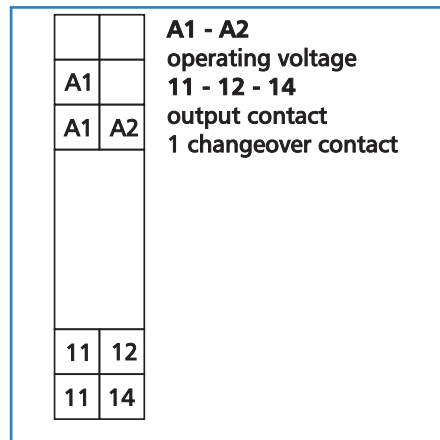 A1 - A2
operating voltage
11 - 12 - 14
output contact
1 changeover contact
A1
A1 A2
11 12
11 14